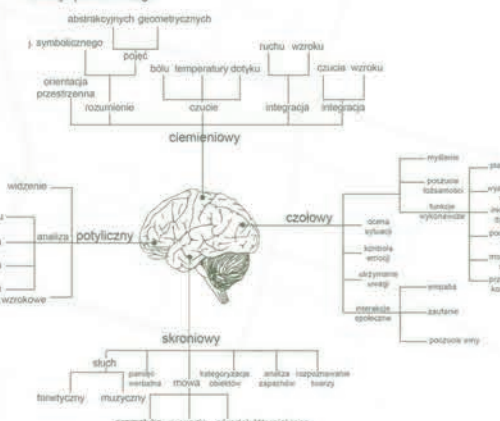 abstrakcyjnych geometrycznych
symbolicznego
pojęć
ruchu wzroku
bólu temperatury dotyku
czucie wzroku
orientacja
przestrzenna
rozumienie
czucie
integracja
integracja
ciemieniowy
widzenie
analiza
potyliczny
wzrokowe
czołowy
myślenie
poczucie
tożsamości
funkcje
wykonawcze
ocena
sytuacji
kontrola
emocji
utrzymanie
uwagi
interakcje
społeczne
empatia
zaufanie
poczucie winy
skroniowy
słuch
fonetyczny
muzyczny
pamięć
werbalna
mowa
kategoryzacja
obiektów
analiza
zapachów
rozpoznawanie
twarzy